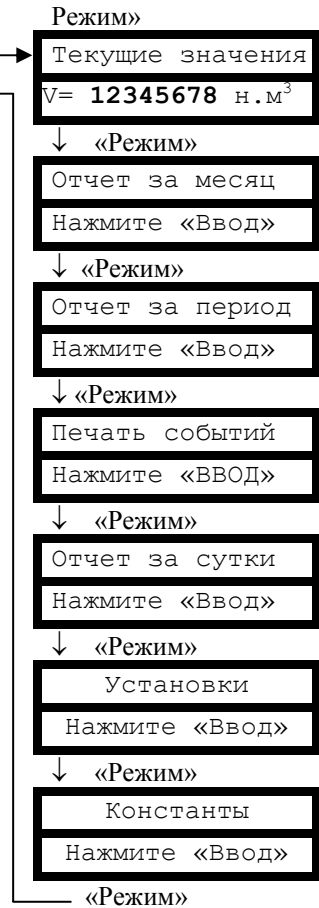 Режим»
Текущие значения
V= 12345678 н.м³
↓ «Режим»
Отчет за месяц
Нажмите «Ввод»
↓ «Режим»
Отчет за период
Нажмите «Ввод»
↓ «Режим»
Печать событий
Нажмите «ВВОД»
↓ «Режим»
Отчет за сутки
Нажмите «Ввод»
↓ «Режим»
Установки
Нажмите «Ввод»
↓ «Режим»
Константы
Нажмите «Ввод»
«Режим»